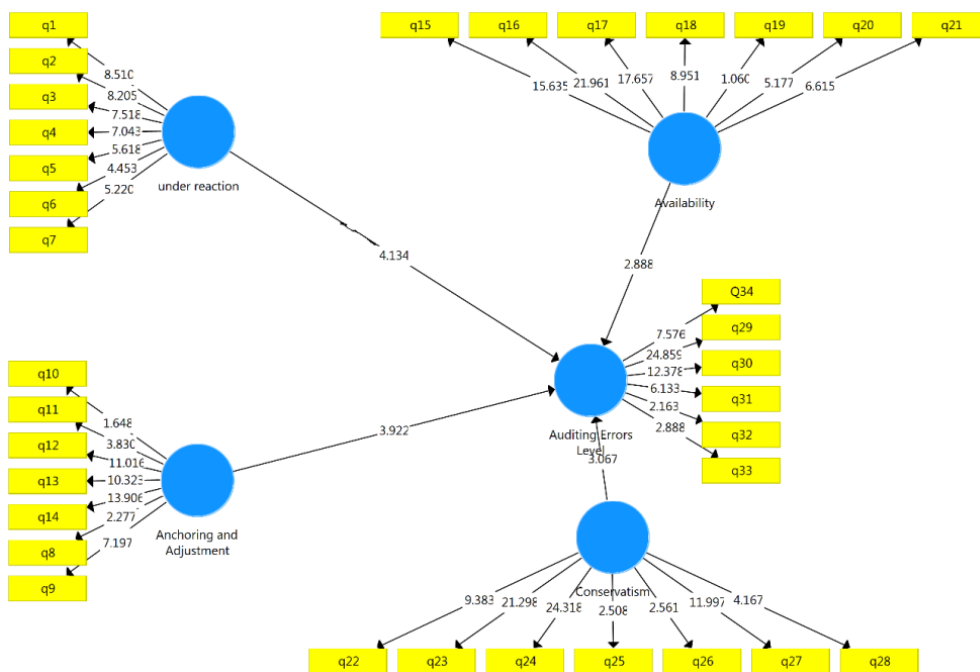 q1
q2
q3
q4
q5
q6
q7
8.510
8.205
7.518
7.043
5.618
4.453
5.220
under reaction
q15
q16
q17
q18
q19
q20
q21
15.635
21.961
17.657
8.951
1.060
5.177
6.615
Availability
4.134
2.888
q10
q11
q12
q13
q14
q8
q9
1.648
3.830
11.016
10.323
13.906
2.277
7.197
Anchoring and
Adjustment
3.922
Q34
q29
q30
q31
q32
q33
7.576
24.859
12.378
6.133
2.163
2.888
Auditing Errors
Level
3.067
Conservatism
9.383
21.298
24.318
2.508
2.561
11.997
4.167
q22
q23
q24
q25
q26
q27
q28